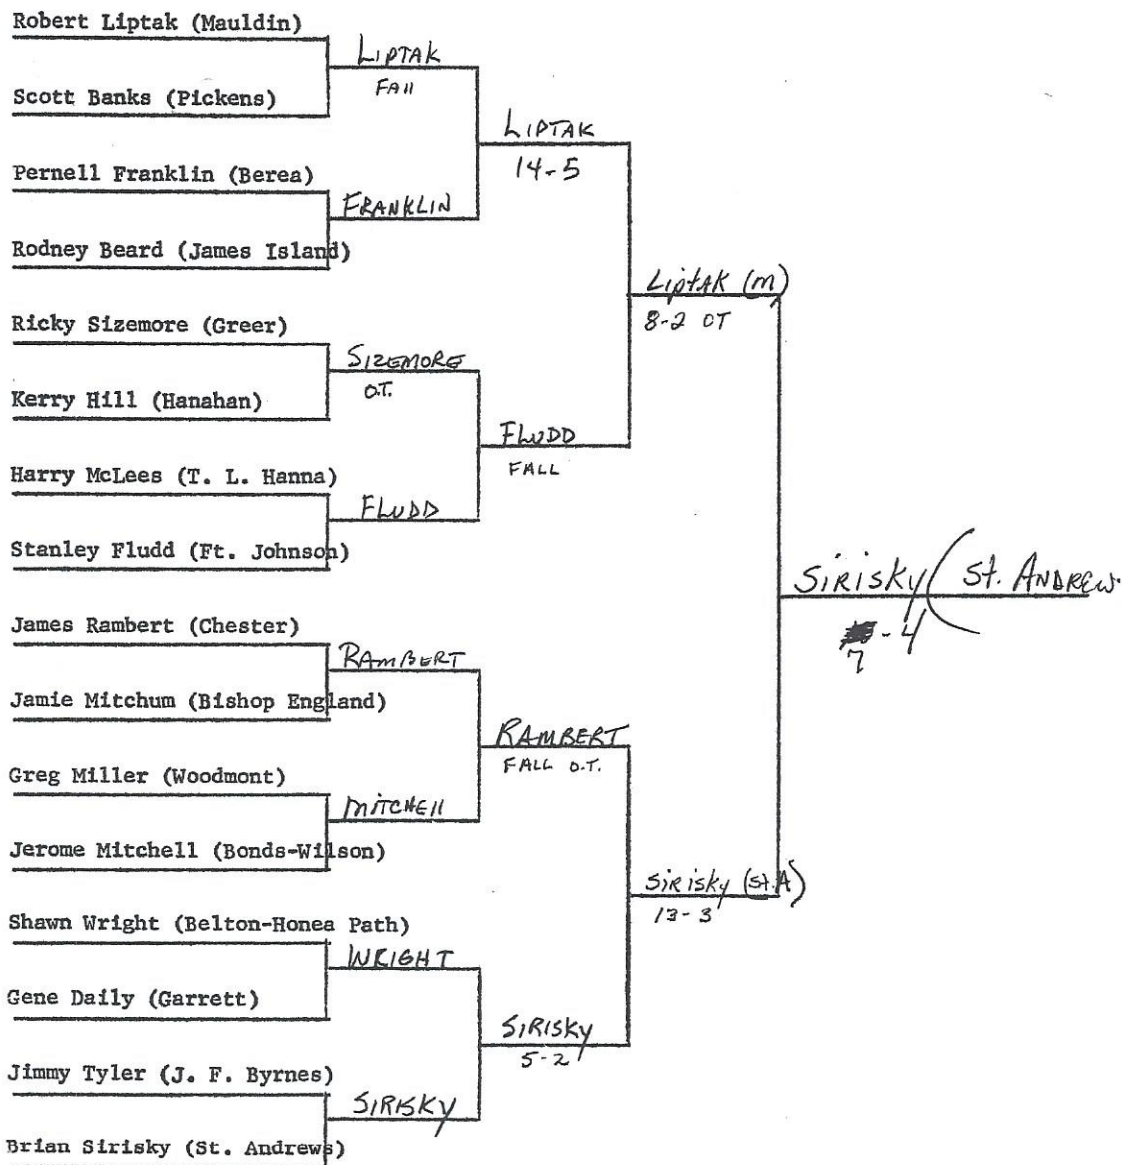 Robert Liptak (Mauldin)
LIPTAK
FAll
Scott Banks (Pickens)
LIPTAK
14-5
Pernell Franklin (Berea)
FRANKLIN
Rodney Beard (James Island)
LiptAK (m)
8-2 OT
Ricky Sizemore (Greer)
SIZEMORE
O.T.
Kerry Hill (Hanahan)
FLUDD
FALL
Harry McLees (T. L. Hanna)
FLUDD
Stanley Fludd (Ft. Johnson)
SIRISKY (St. ANDREW
7-4
James Rambert (Chester)
RAMBERT
Jamie Mitchum (Bishop England)
RAMBERT
FALL O.T.
Greg Miller (Woodmont)
MITCHEll
Jerome Mitchell (Bonds-Wilson)
SiRisky (St.A)
13-3
Shawn Wright (Belton-Honea Path)
WRIGHT
Gene Daily (Garrett)
SIRISKY
5-2
Jimmy Tyler (J. F. Byrnes)
SIRISKY
Brian Sirisky (St. Andrews)